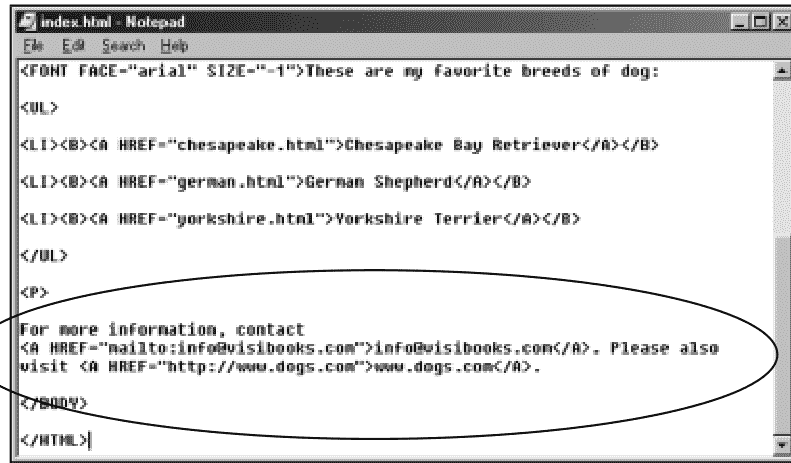 index.html - Notepad
File Edit Search Help
<FONT FACE="arial" SIZE="-1">These are my favorite breeds of dog:
<UL>
<LI><B><A HREF="chesapeake.html">Chesapeake Bay Retriever</A></B>
<LI><B><A HREF="german.html">German Shepherd</A></B>
<LI><B><A HREF="yorkshire.html">Yorkshire Terrier</A></B>
</UL>
<P>
For more information, contact
<A HREF="mailto:info@visibooks.com">info@visibooks.com</A>. Please also
visit <A HREF="http://www.dogs.com">www.dogs.com</A>.
</BODY>
</HTML>